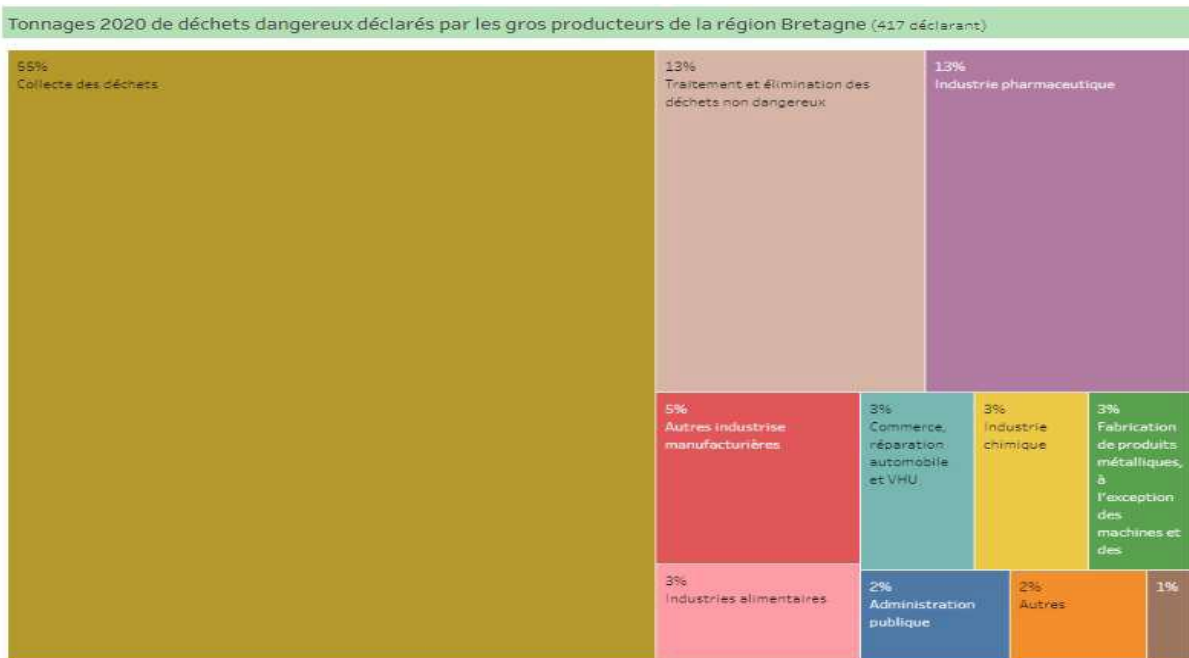 Tonnages 2020 de déchets dangereux déclarés par les gros producteurs de la région Bretagne (417 déclarant)
55%
Collecte des déchets
13%
Traitement et élimination des
déchets non dangereux
13%
Industrie pharmaceutique
5%
Autres industrise
manufacturières
3%
Commerce,
réparation
automobile
et VHU
3%
Industrie
chimique
3%
Fabrication
de produits
métalliques,
à
l'exception
des
machines et
des
3%
Industries alimentaires
2%
Administration
publique
2%
Autres
1%